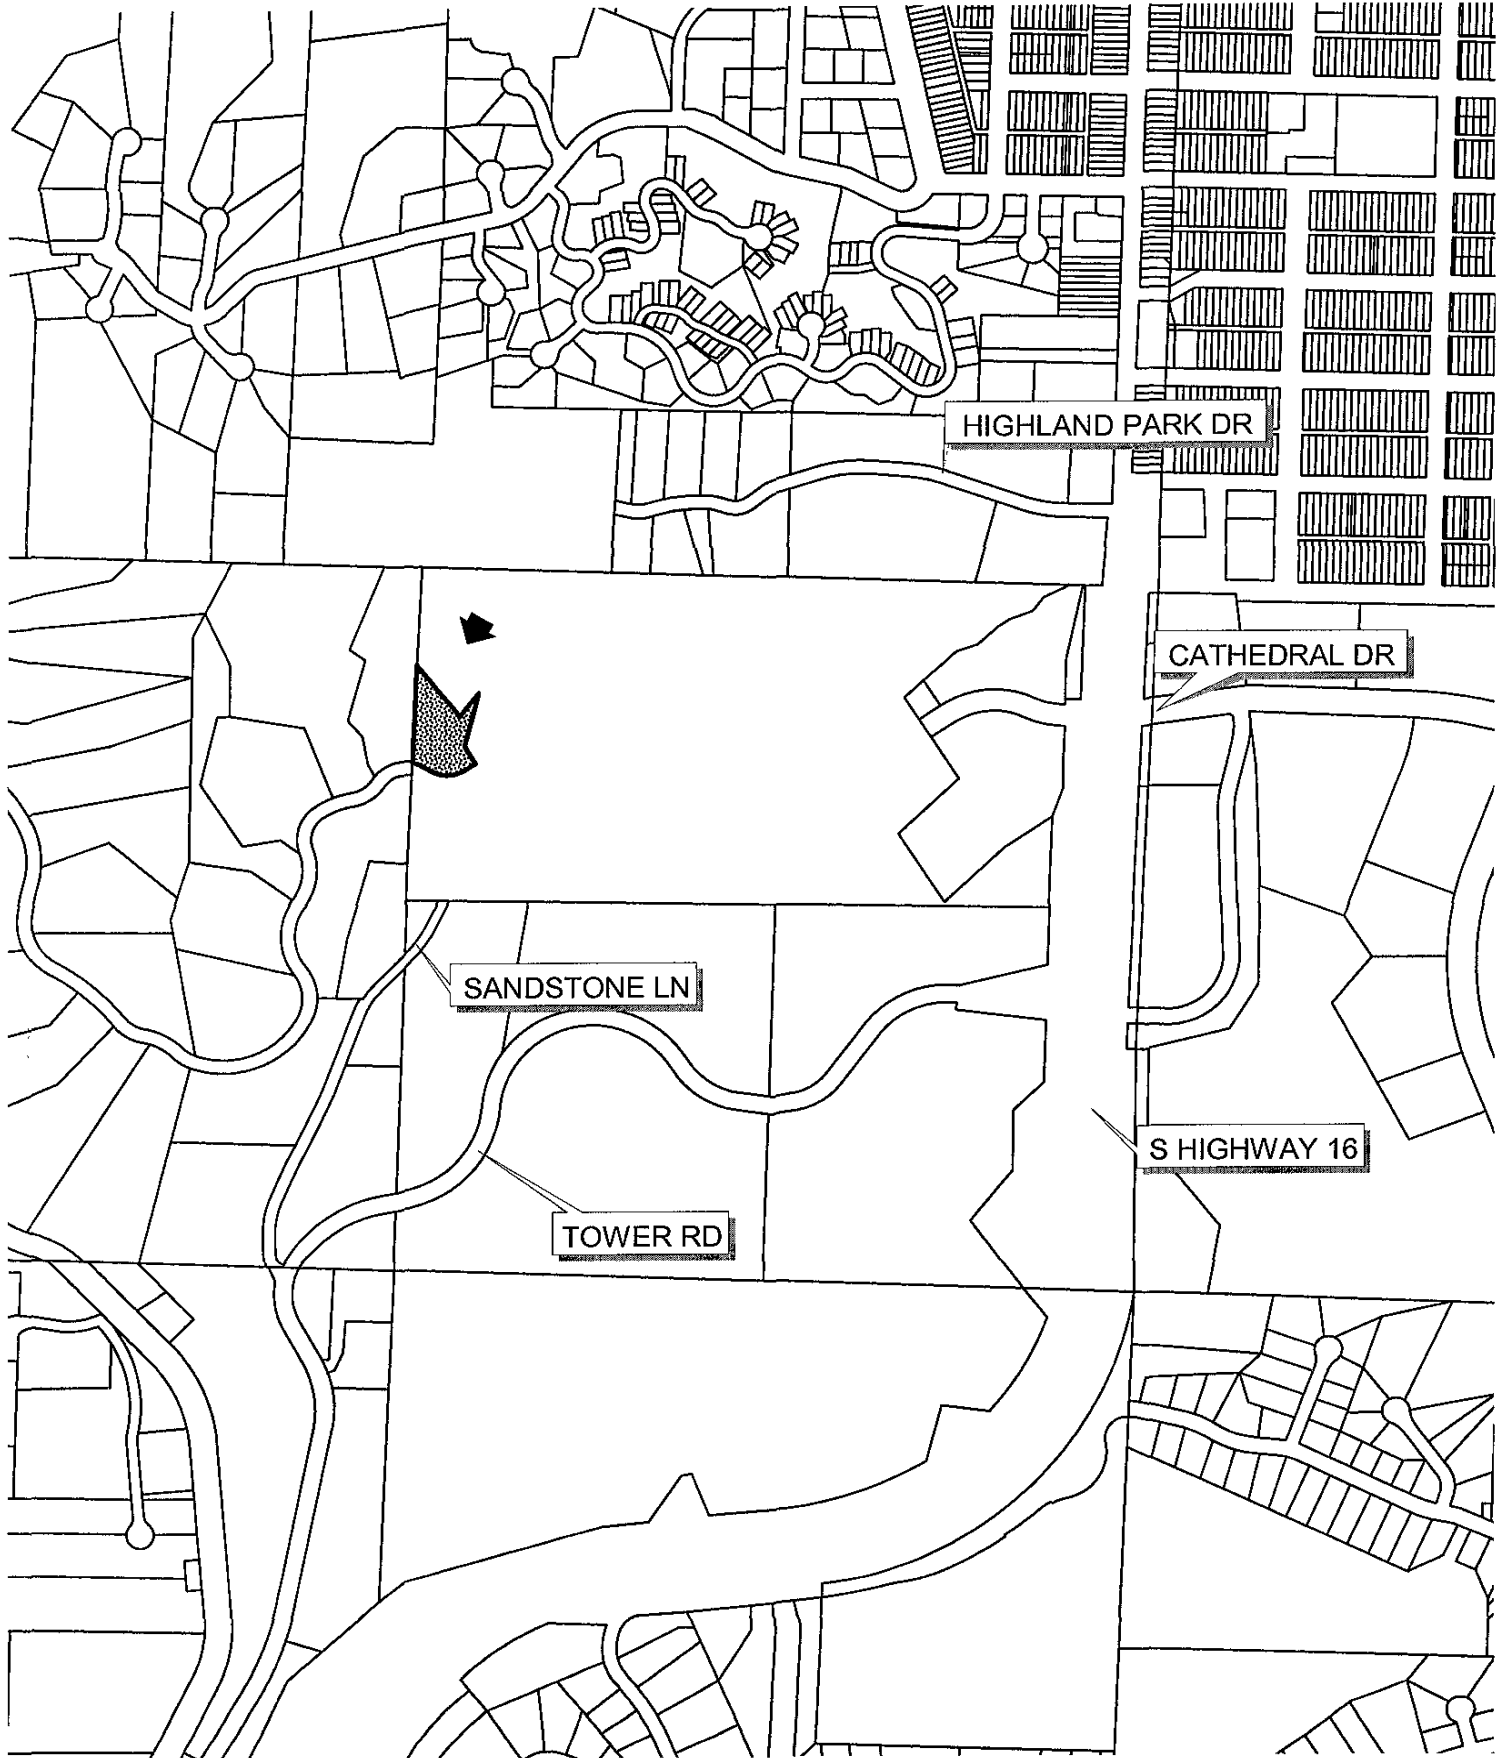 HIGHLAND PARK DR
CATHEDRAL DR
SANDSTONE LN
S HIGHWAY 16
TOWER RD